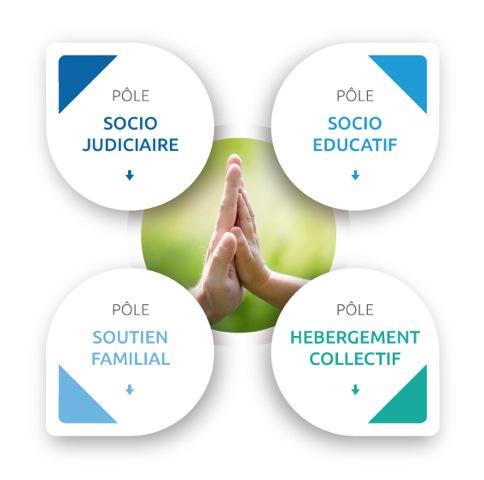 PÔLE
SOCIO
JUDICIAIRE
PÔLE
SOCIO
EDUCATIF
PÔLE
SOUTIEN
FAMILIAL
PÔLE
HEBERGEMENT
COLLECTIF